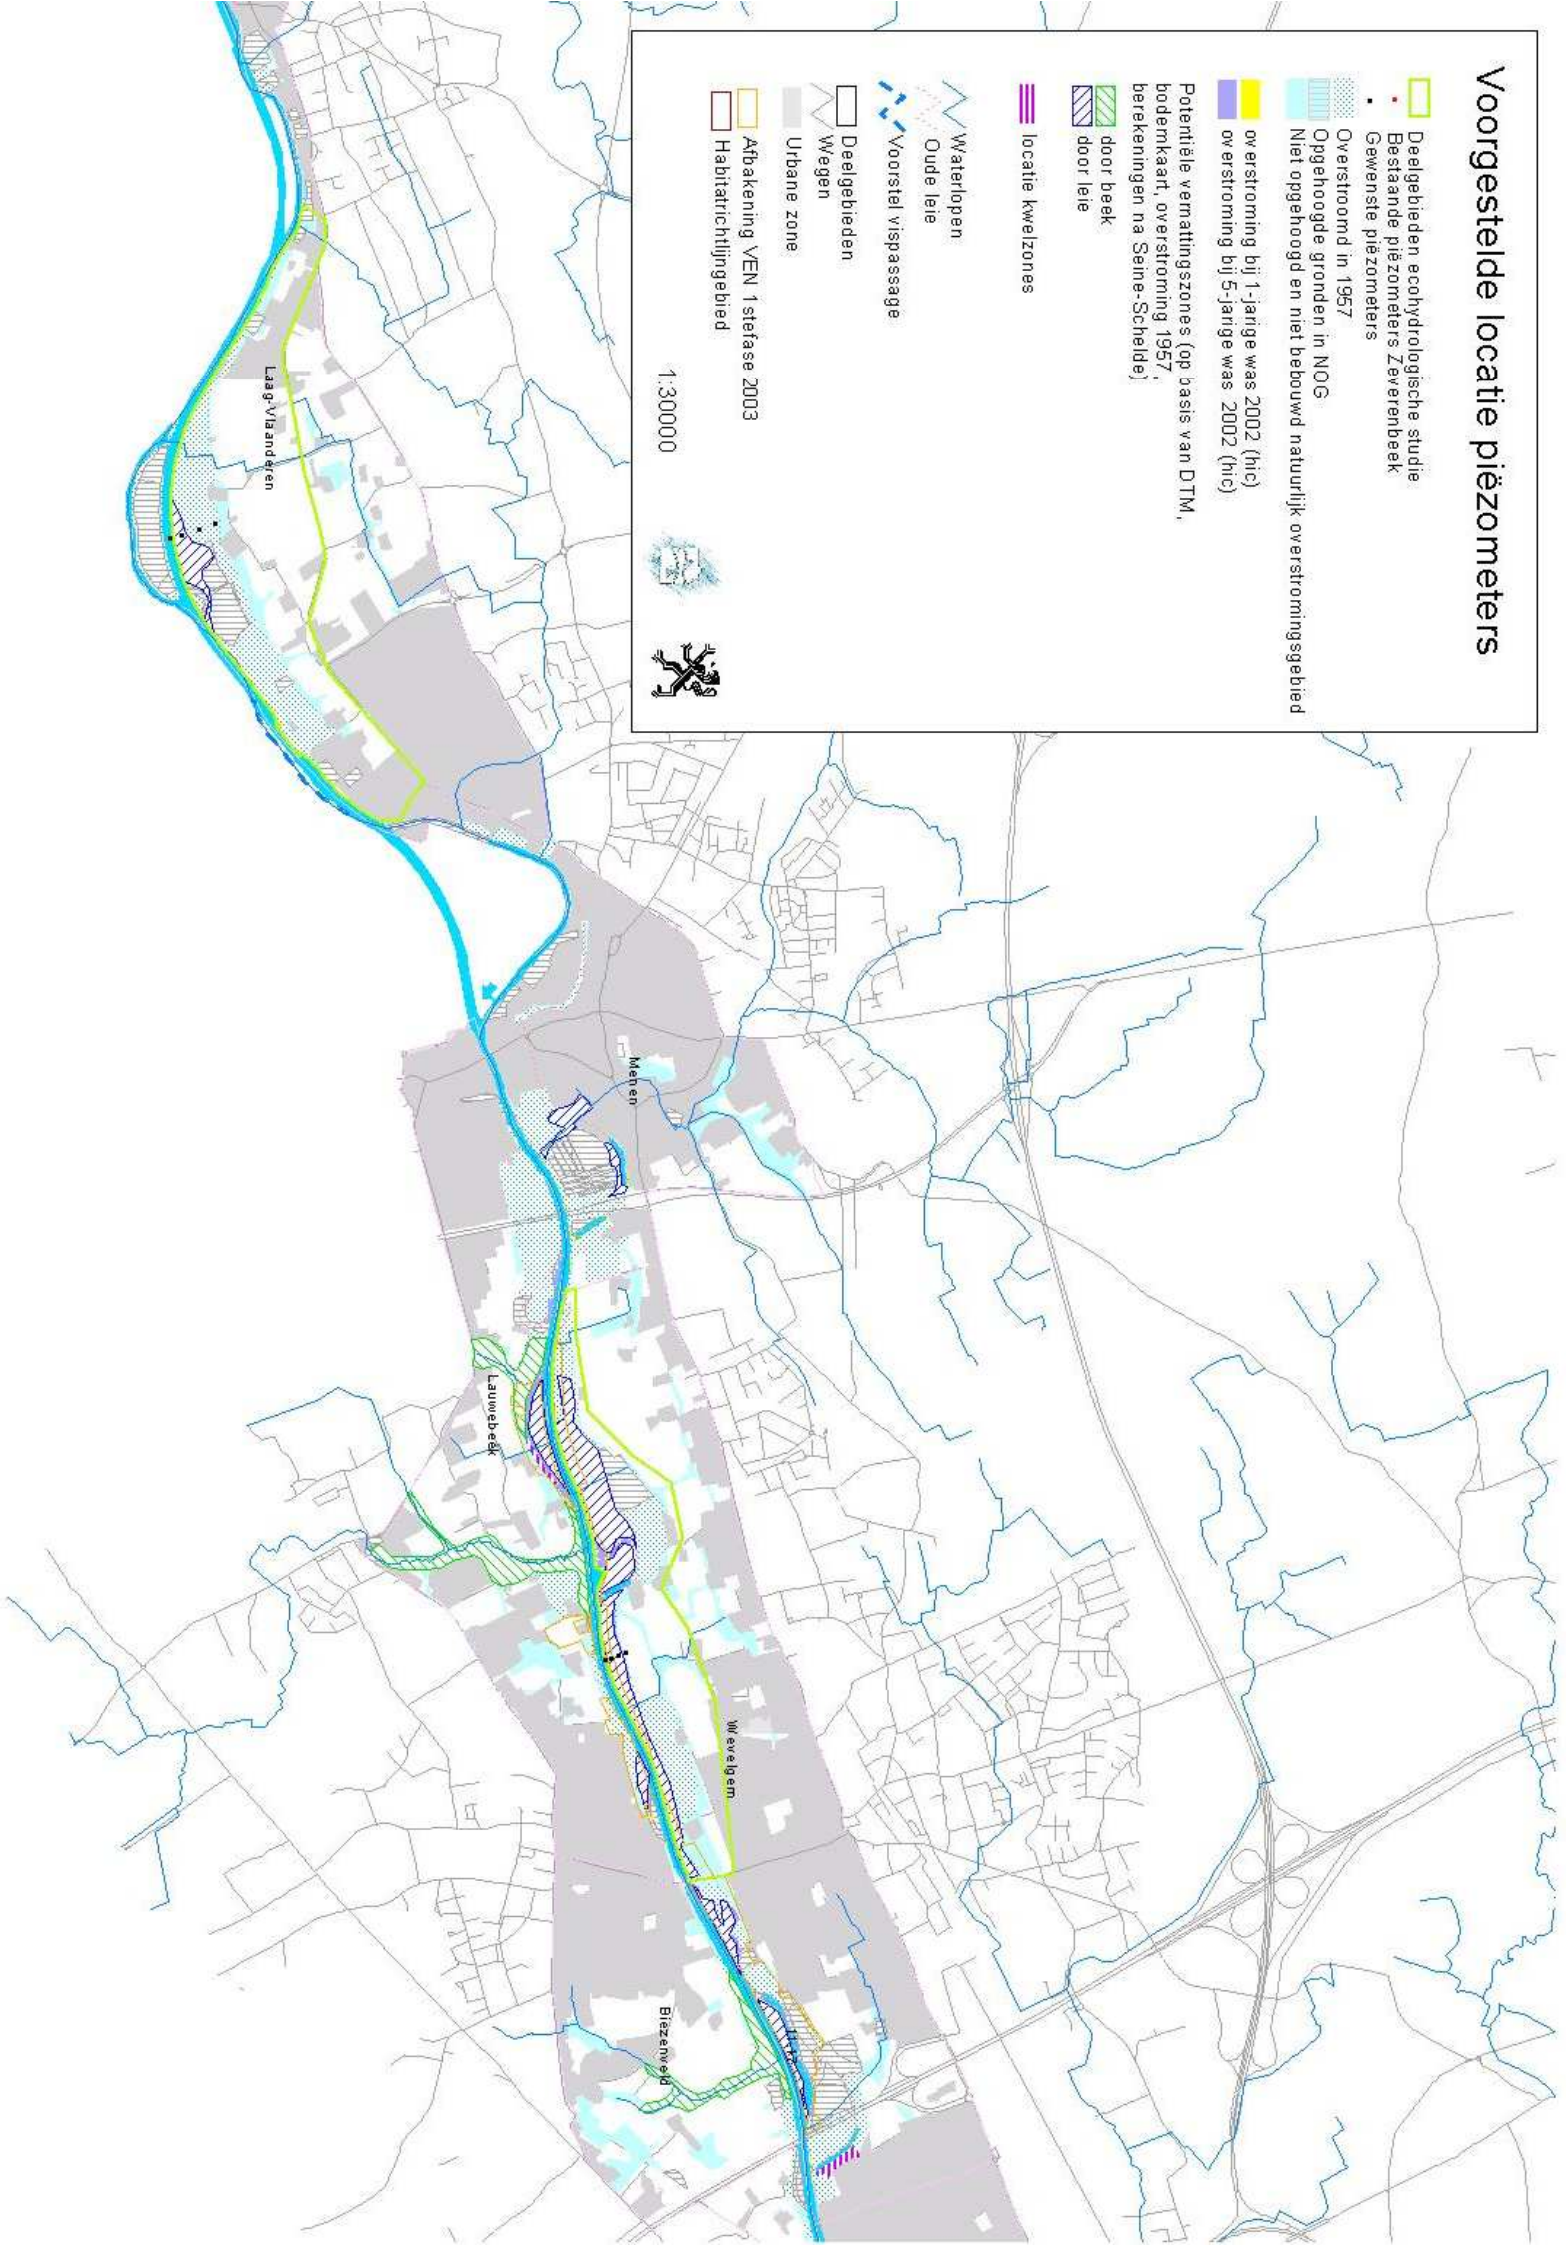 Voorgestelde locatie piëzometers
Deelgebieden ecohydrologische studie
Bestaande piëzometers Zeverenbeek
Gewenste piëzometers
Overstroomd in 1957
Opgehoogde gronden in NOG
Niet opgehoogd en niet bebouwd natuurlijk overstromingsgebied
overstroming bij 1-jarige was 2002 (hic)
overstroming bij 5-jarige was 2002 (hic)
Potentiële vernattingszones (op basis van DTM,
bodemkaart, overstroming 1957,
berekeningen na Seine-Schelde)
door beek
door leie
locatie kwelzones
Waterlopen
Oude leie
Voorstel vispassage
Deelgebieden
Wegen
Urbane zone
Afbakening VEN 1stefase 2003
Habitatrichtlijngebied
1:30000
Laag-Vlaanderen
Menen
Lauwebeek
Wevelgem
Biezenveld